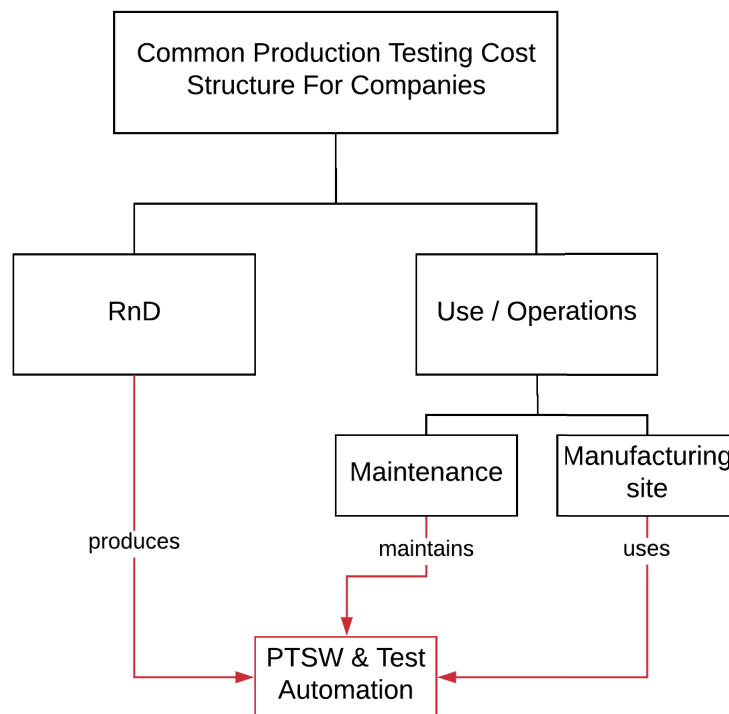 Common Production Testing Cost
Structure For Companies
RnD
Use / Operations
Maintenance
Manufacturing
site
produces
maintains
uses
PTSW & Test
Automation